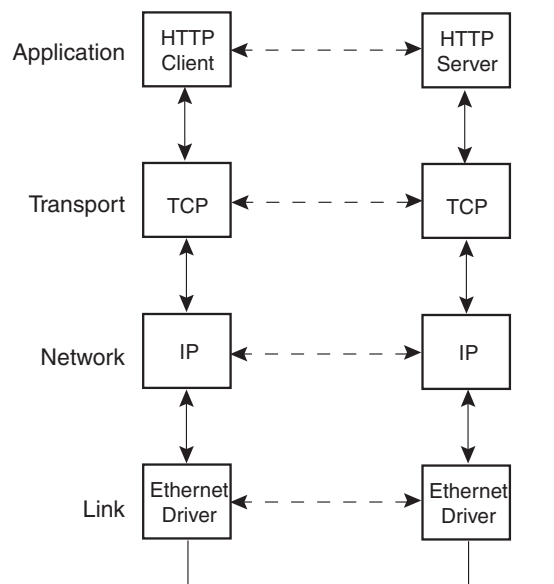 Application
HTTP
Client
HTTP
Server
Transport
TCP
TCP
Network
IP
IP
Link
Ethernet
Driver
Ethernet
Driver